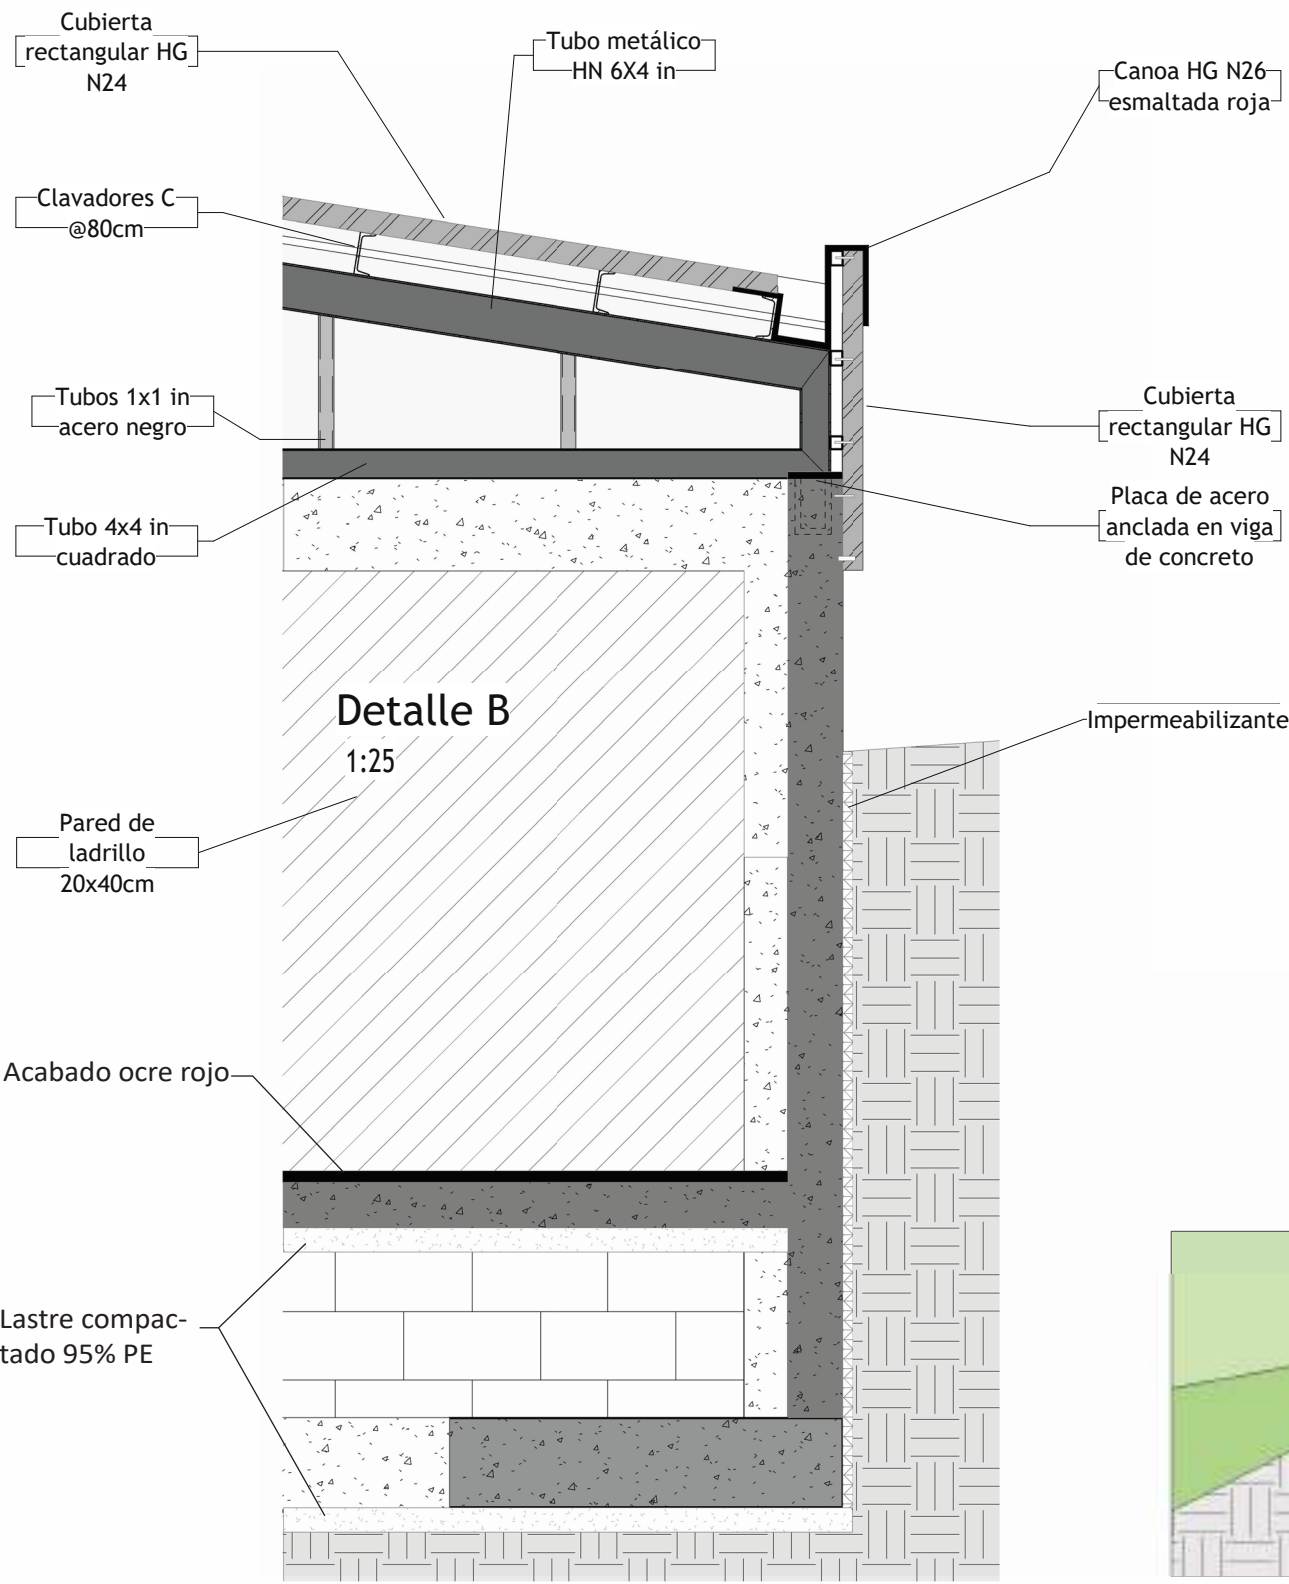 Cubierta
rectangular HG
N24
Tubo metálico
HN 6X4 in
Canoa HG N26
esmaltada roja
Clavadores C
@80cm
Tubos 1x1 in
acero negro
Cubierta
rectangular HG
N24
Tubo 4x4 in
cuadrado
Placa de acero
anclada en viga
de concreto
Detalle B
1:25
Impermeabilizante
Pared de
ladrillo
20x40cm
Acabado ocre rojo
Lastre compac-
tado 95% PE